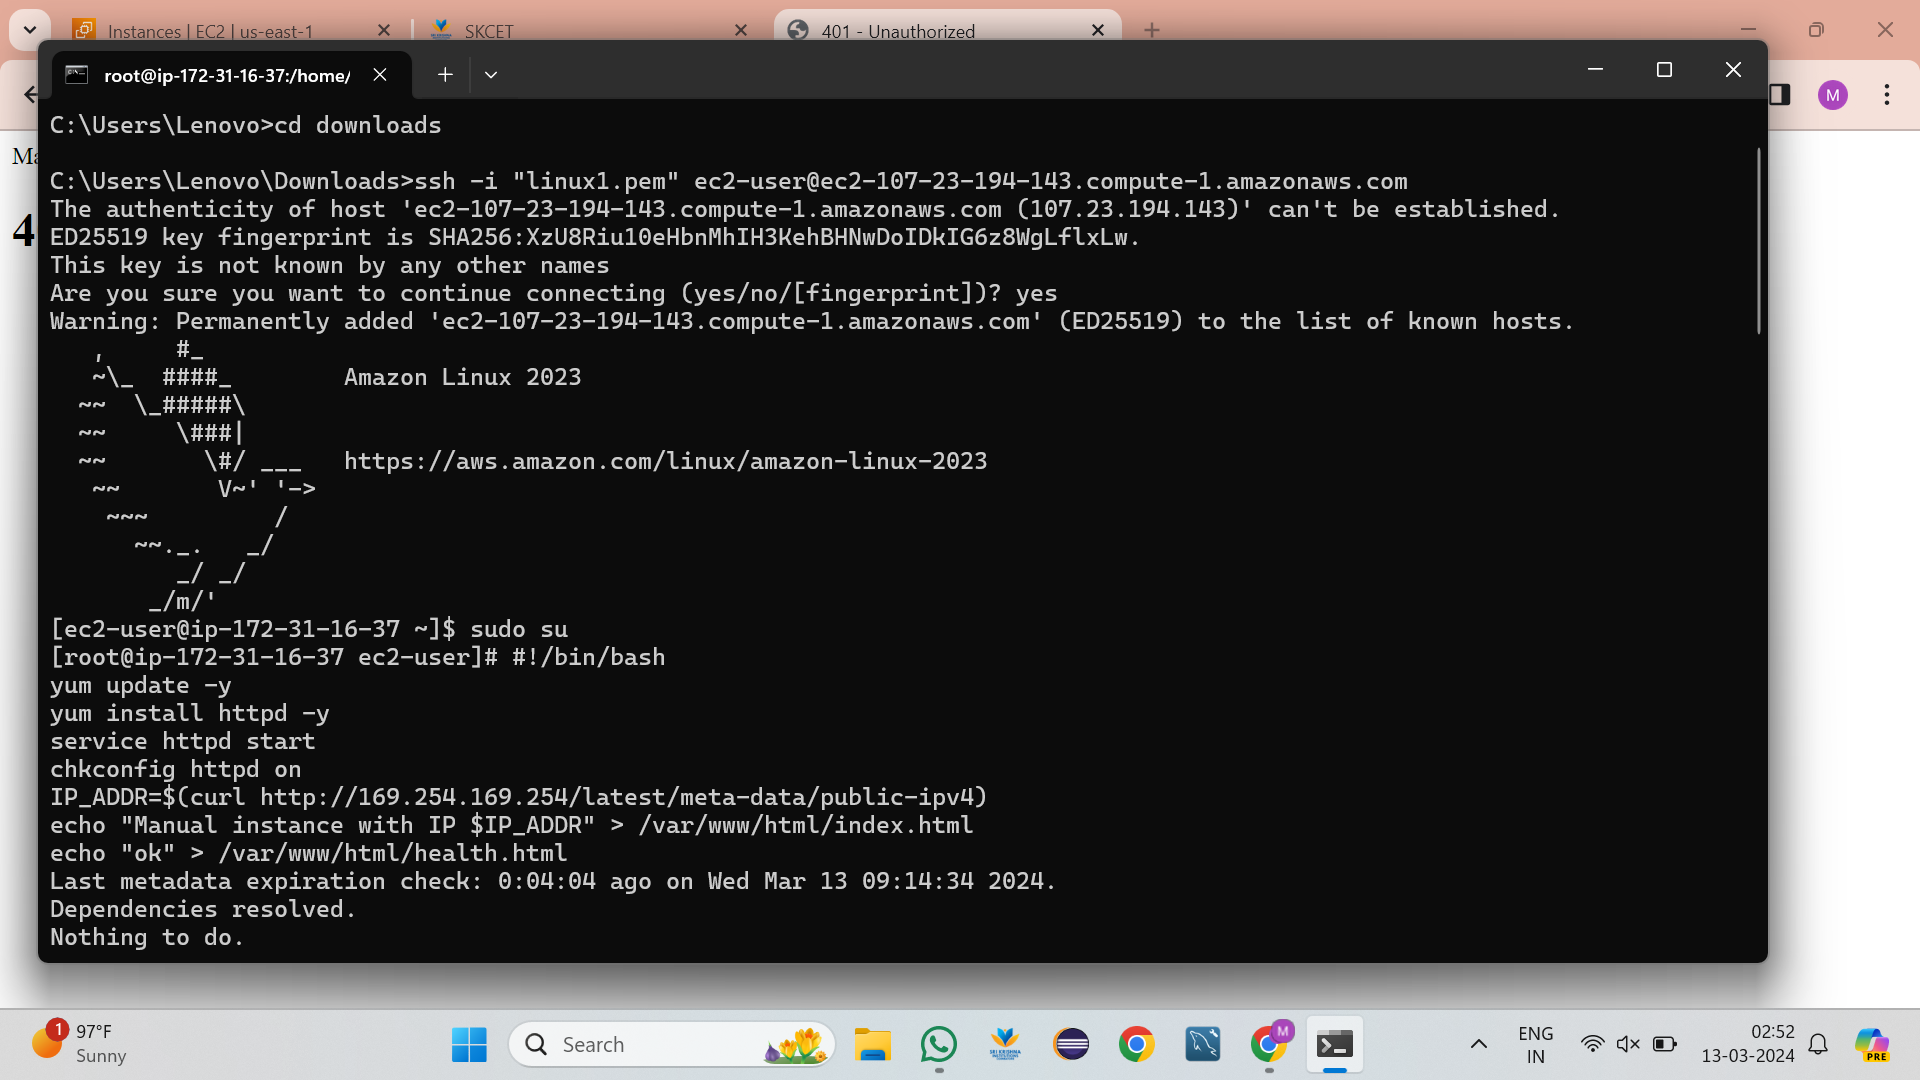 Instances | EC2 | us-east-1
SKCET
401 - Unauthorized
root@ip-172-31-16-37:/home/
M
Ma
4
C:\Users\Lenovo>cd downloads
C:\Users\Lenovo\Downloads>ssh -i "linux1.pem" ec2-user@ec2-107-23-194-143.compute-1.amazonaws.com
The authenticity of host 'ec2-107-23-194-143.compute-1.amazonaws.com (107.23.194.143)' can't be established.
ED25519 key fingerprint is SHA256:XzU8Riu10eHbnMhIH3KehBHNwDoIDkIG6z8WgLflxLw.
This key is not known by any other names
Are you sure you want to continue connecting (yes/no/[fingerprint])? yes
Warning: Permanently added 'ec2-107-23-194-143.compute-1.amazonaws.com' (ED25519) to the list of known hosts.
   ,     #_
   ~\_  ####_        Amazon Linux 2023
  ~~  \_#####\
  ~~     \###|
  ~~       \#/ ___   https://aws.amazon.com/linux/amazon-linux-2023
   ~~       V~' '->
    ~~~         /
      ~~._.   _/
         _/ _/
       _/m/'
[ec2-user@ip-172-31-16-37 ~]$ sudo su
[root@ip-172-31-16-37 ec2-user]# #!/bin/bash
yum update -y
yum install httpd -y
service httpd start
chkconfig httpd on
IP_ADDR=$(curl http://169.254.169.254/latest/meta-data/public-ipv4)
echo "Manual instance with IP $IP_ADDR" > /var/www/html/index.html
echo "ok" > /var/www/html/health.html
Last metadata expiration check: 0:04:04 ago on Wed Mar 13 09:14:34 2024.
Dependencies resolved.
Nothing to do.
1
97°F
Sunny
Search
M
ENG
IN
02:52
13-03-2024
PRE